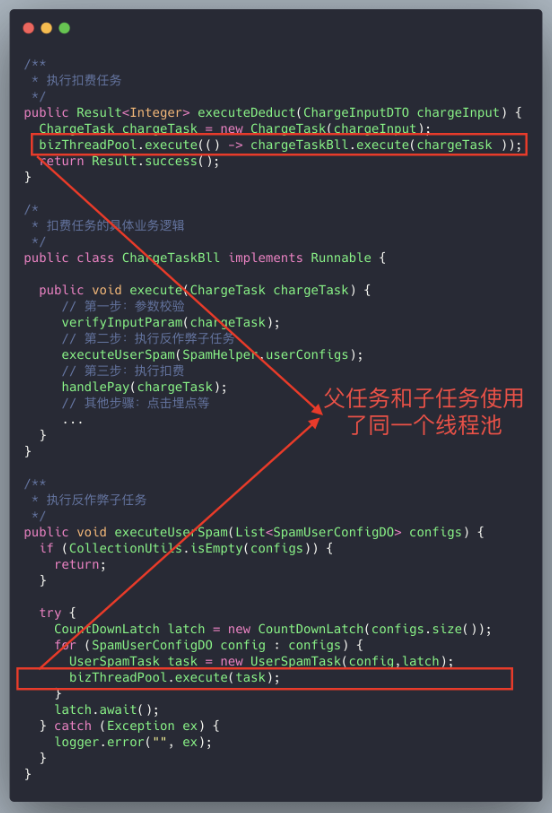 /**
 * 执行扣费任务
 */
public Result<Integer> executeDeduct(ChargeInputDTO chargeInput) {
  ChargeTask chargeTask = new ChargeTask(chargeInput);
  bizThreadPool.execute(() -> chargeTaskBll.execute(chargeTask ));
  return Result.success();
}

/*
 * 扣费任务的具体业务逻辑
 */
public class ChargeTaskBll implements Runnable {

  public void execute(ChargeTask chargeTask) {
     // 第一步：参数校验
     verifyInputParam(chargeTask);
     // 第二步：执行反作弊子任务
     executeUserSpam(SpamHelper.userConfigs);
     // 第三步：执行扣费
     handlePay(chargeTask);
     // 其他步骤：点击埋点等
     ...
  }
}
父任务和子任务使用
了同一个线程池

/**
 * 执行反作弊子任务
 */
public void executeUserSpam(List<SpamUserConfigDO> configs) {
  if (CollectionUtils.isEmpty(configs)) {
    return;
  }

  try {
    CountDownLatch latch = new CountDownLatch(configs.size());
    for (SpamUserConfigDO config : configs) {
      UserSpamTask task = new UserSpamTask(config,latch);
      bizThreadPool.execute(task);
    }
    latch.await();
  } catch (Exception ex) {
    logger.error("", ex);
  }
}